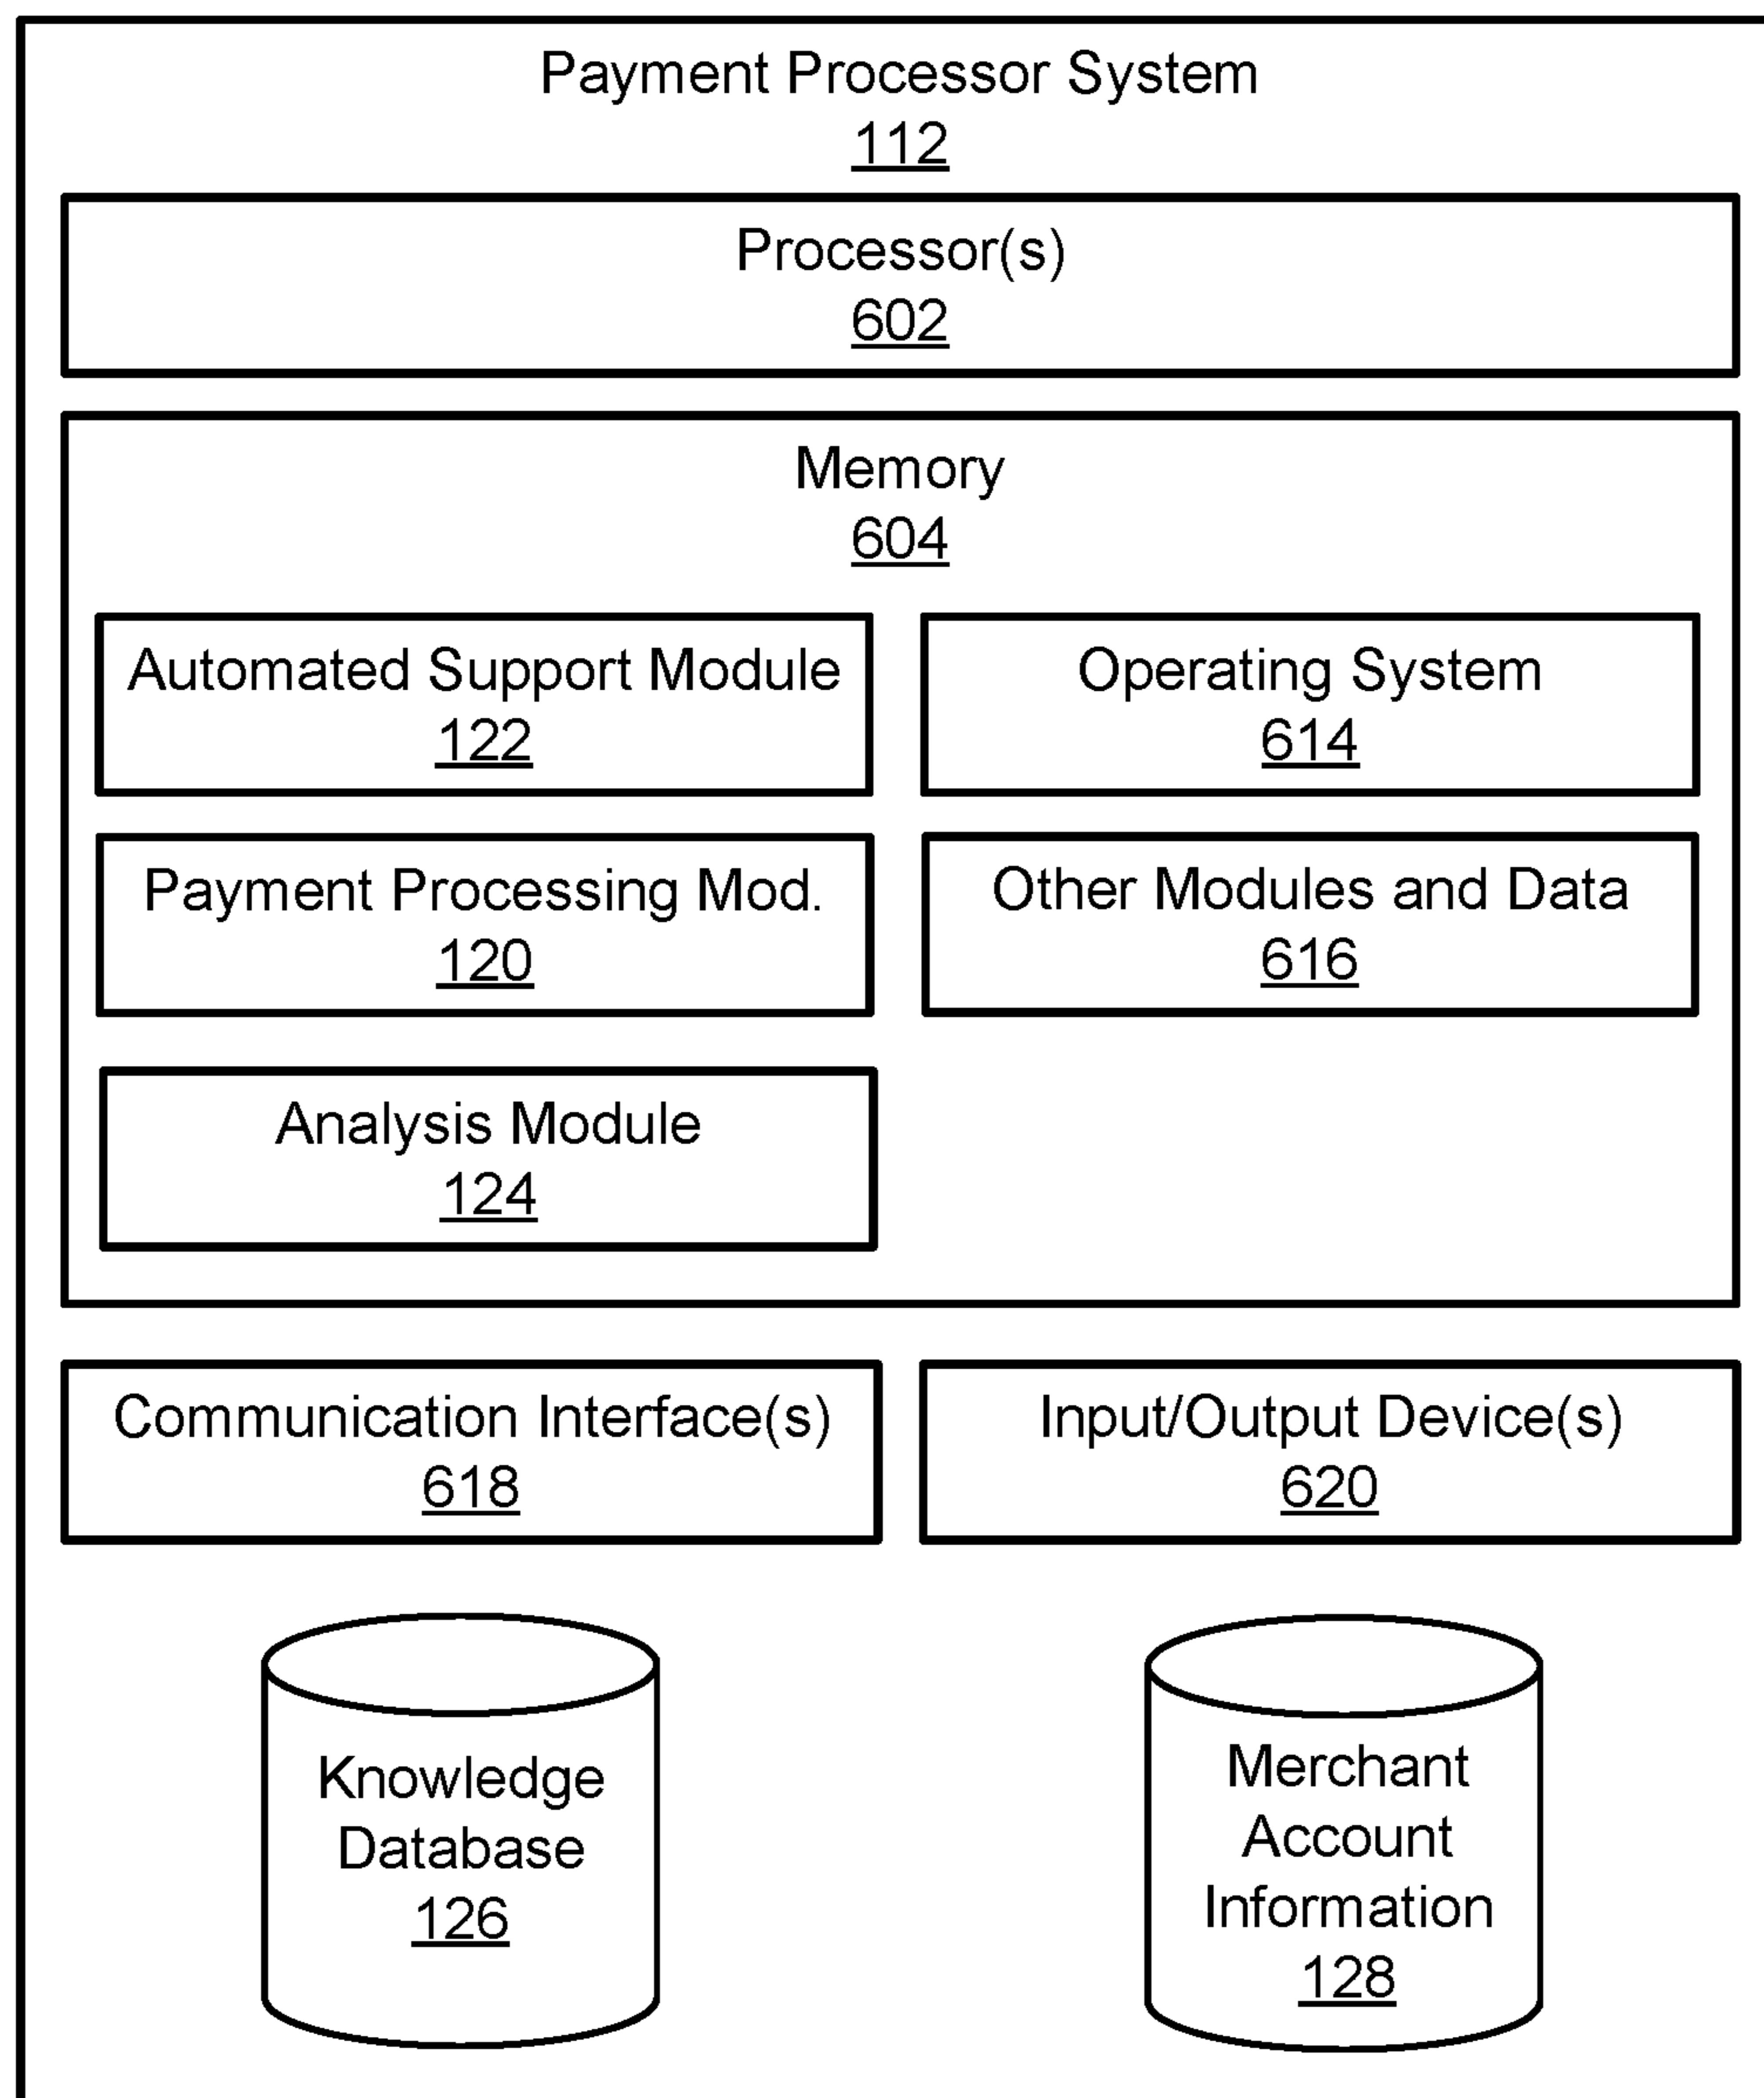 Payment Processor System
112
Processor(s)
602
Memory
604
Automated Support Module
122
Operating System
614
Payment Processing Mod.
120
Other Modules and Data
616
Analysis Module
124
Communication Interface(s)
618
Input/Output Device(s)
620
Knowledge
Database
126
Merchant
Account
Information
128